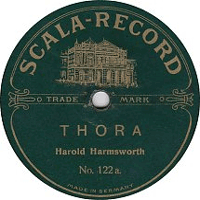 SCALA-RECORD
TRADE MARK
THORA
Harold Harmsworth
No. 122a.
MADE IN GERMANY